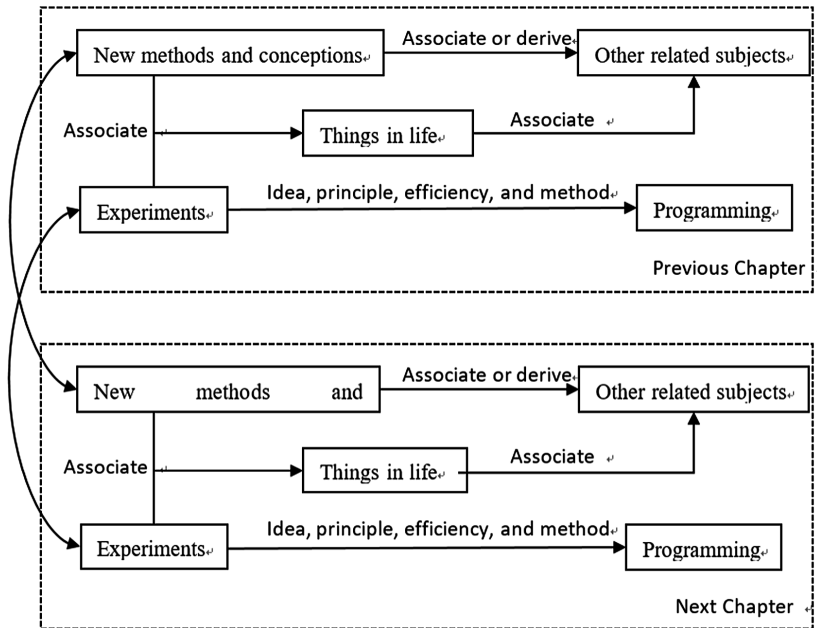 Associate or derive
New methods and conceptions
Other related subjects
Associate
Things in life
Associate
Idea, principle, efficiency, and method
Experiments
Programming
Previous Chapter
Associate or derive
New methods and
Other related subjects
Associate
Things in life
Associate
Idea, principle, efficiency, and method
Experiments
Programming
Next Chapter